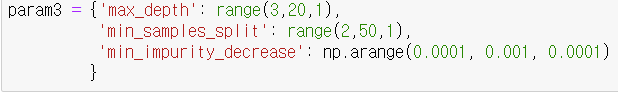 param3 = {'max_depth': range(3,20,1),
'min_samples_split': range(2,50,1),
'min_impurity_decrease': np.arange(0.0001, 0.001, 0.0001)
}